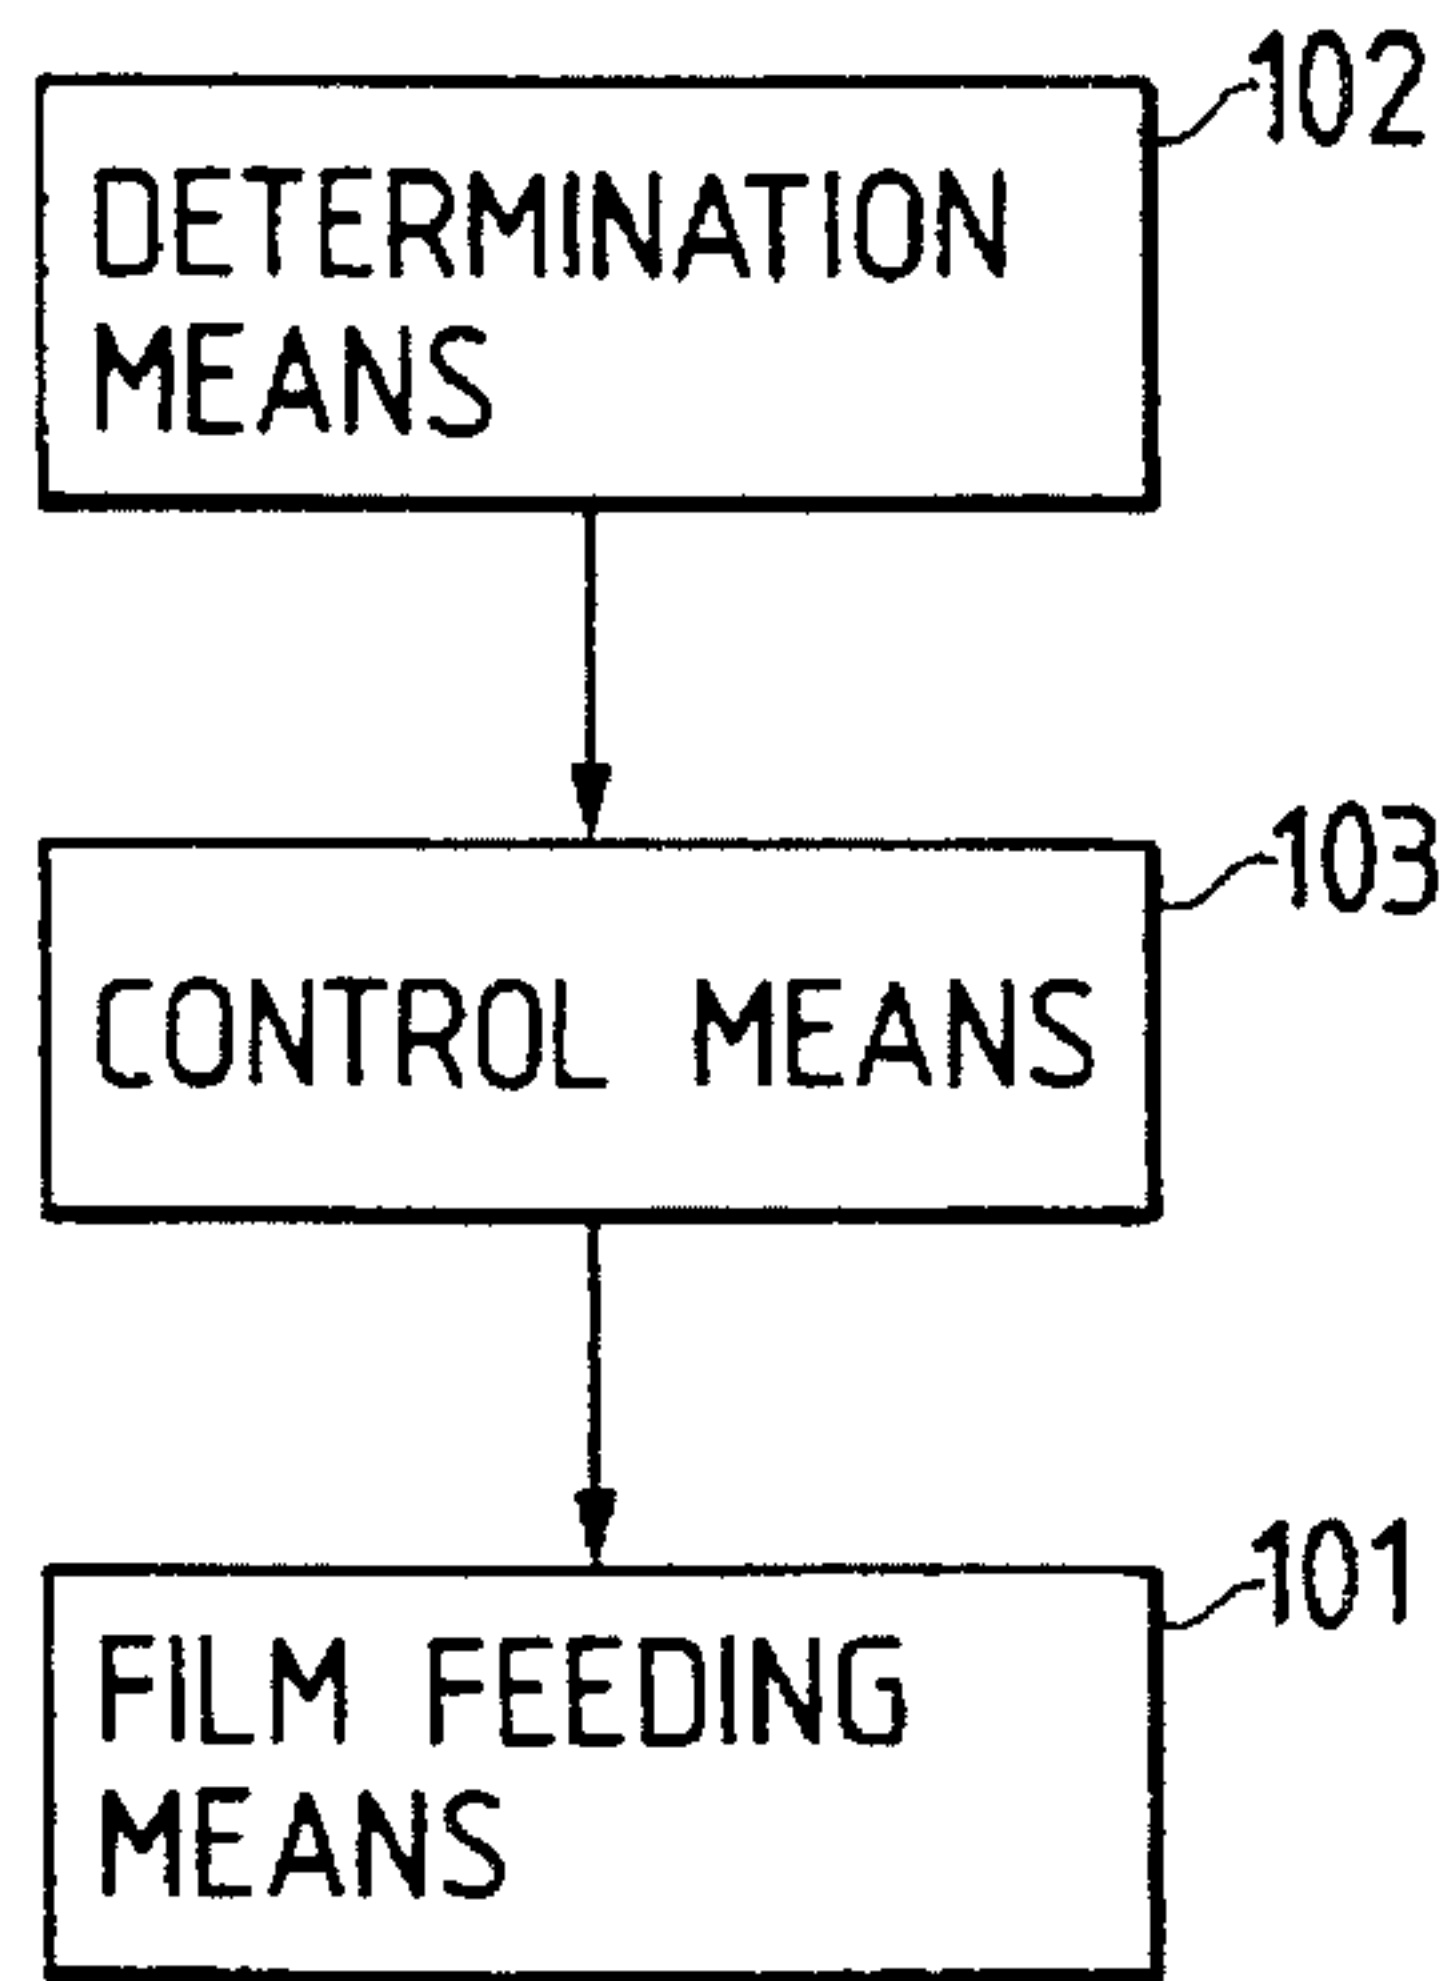 102
DETERMINATION
MEANS
103
CONTROL MEANS
101
FILM FEEDING
MEANS